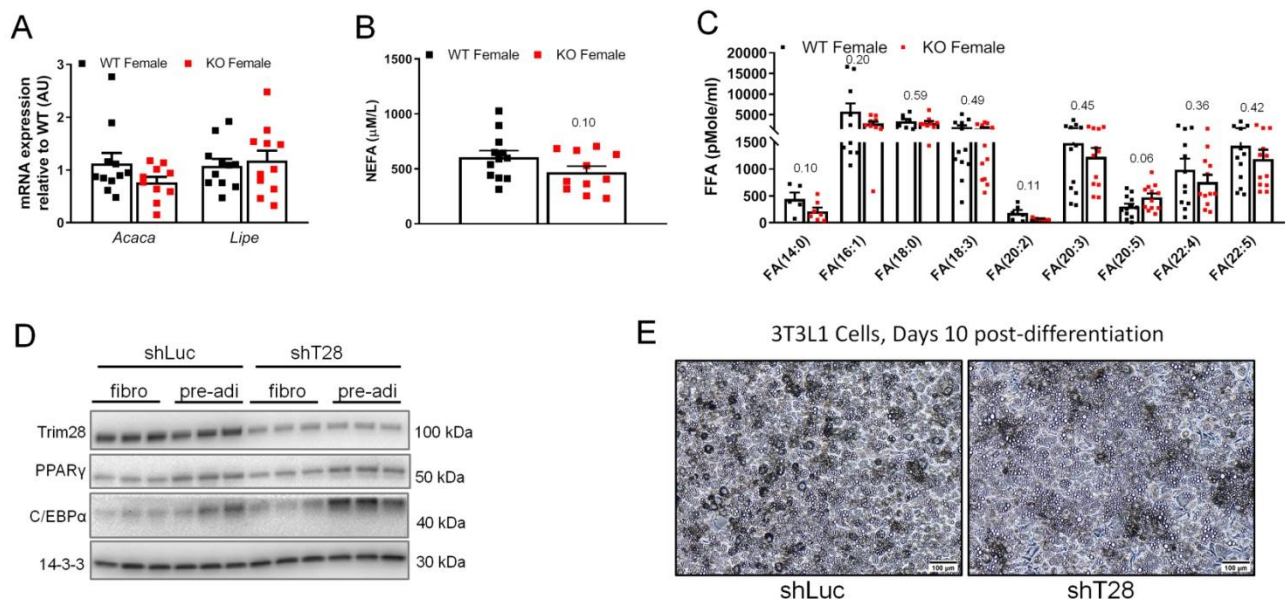 A
WT Female KO Female
mRNA expression
relative to WT (AU)
3
2
1
0
Acaca Lipe
B
WT Female KO Female
NEFA (μM/L)
1500
1000
500
0
0.10
C
WT Female KO Female
FFA (pMole/ml)
20000
15000
10000
5000
1500
1000
500
0
0.10
0.20
0.59
0.49
0.11
0.45
0.06
0.36
0.42
FA(14:0)
FA(16:1)
FA(18:0)
FA(18:3)
FA(20:2)
FA(20:3)
FA(20:5)
FA(22:4)
FA(22:5)
D
shLuc shT28
fibro pre-adi fibro pre-adi
Trim28 100 kDa
PPARγ 50 kDa
C/EBPα 40 kDa
14-3-3 30 kDa
E
3T3L1 Cells, Days 10 post-differentiation
100 μm
100 μm
shLuc shT28